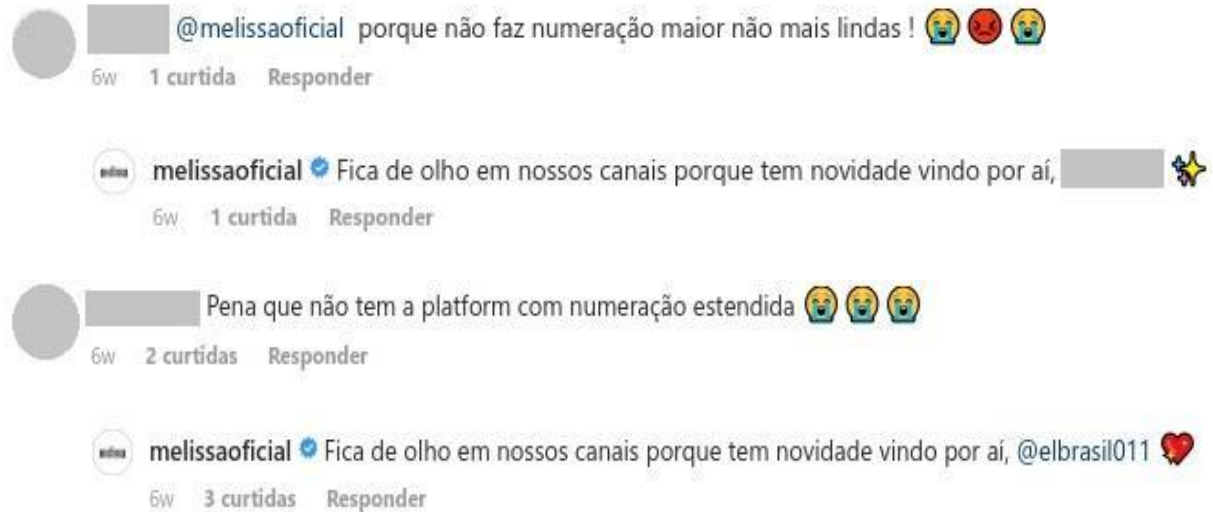 @melissaoficial porque não faz numeração maior não mais lindas ! 😭😡😭
6w 1 curtida Responder
melissaoficial Fica de olho em nossos canais porque tem novidade vindo por aí, ✨
6w 1 curtida Responder
Pena que não tem a platform com numeração estendida 😭😭😭
6w 2 curtidas Responder
melissaoficial Fica de olho em nossos canais porque tem novidade vindo por aí, @elbrasil011 💖
6w 3 curtidas Responder